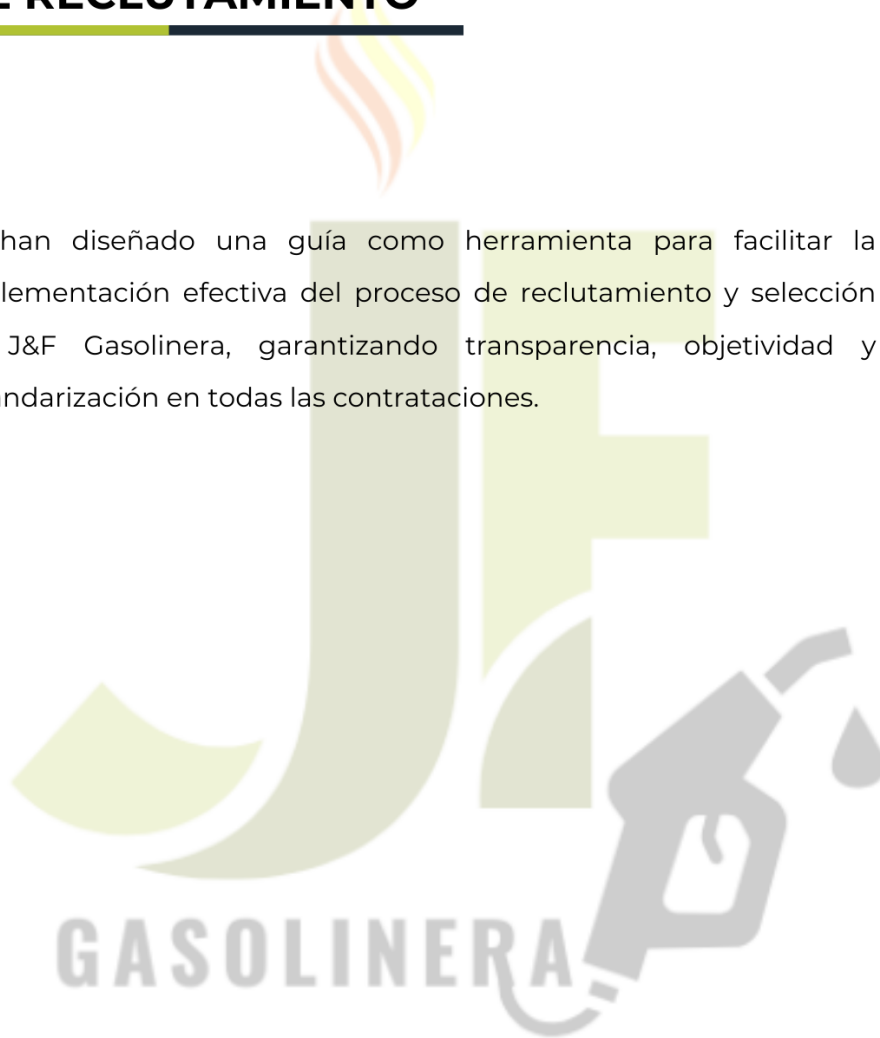 E RECLUTAMIENTO
han diseñado una guía como herramienta para facilitar la
lementación efectiva del proceso de reclutamiento y selección
J&F Gasolinera, garantizando transparencia, objetividad y
ndarización en todas las contrataciones.
JF
GASOLINERA